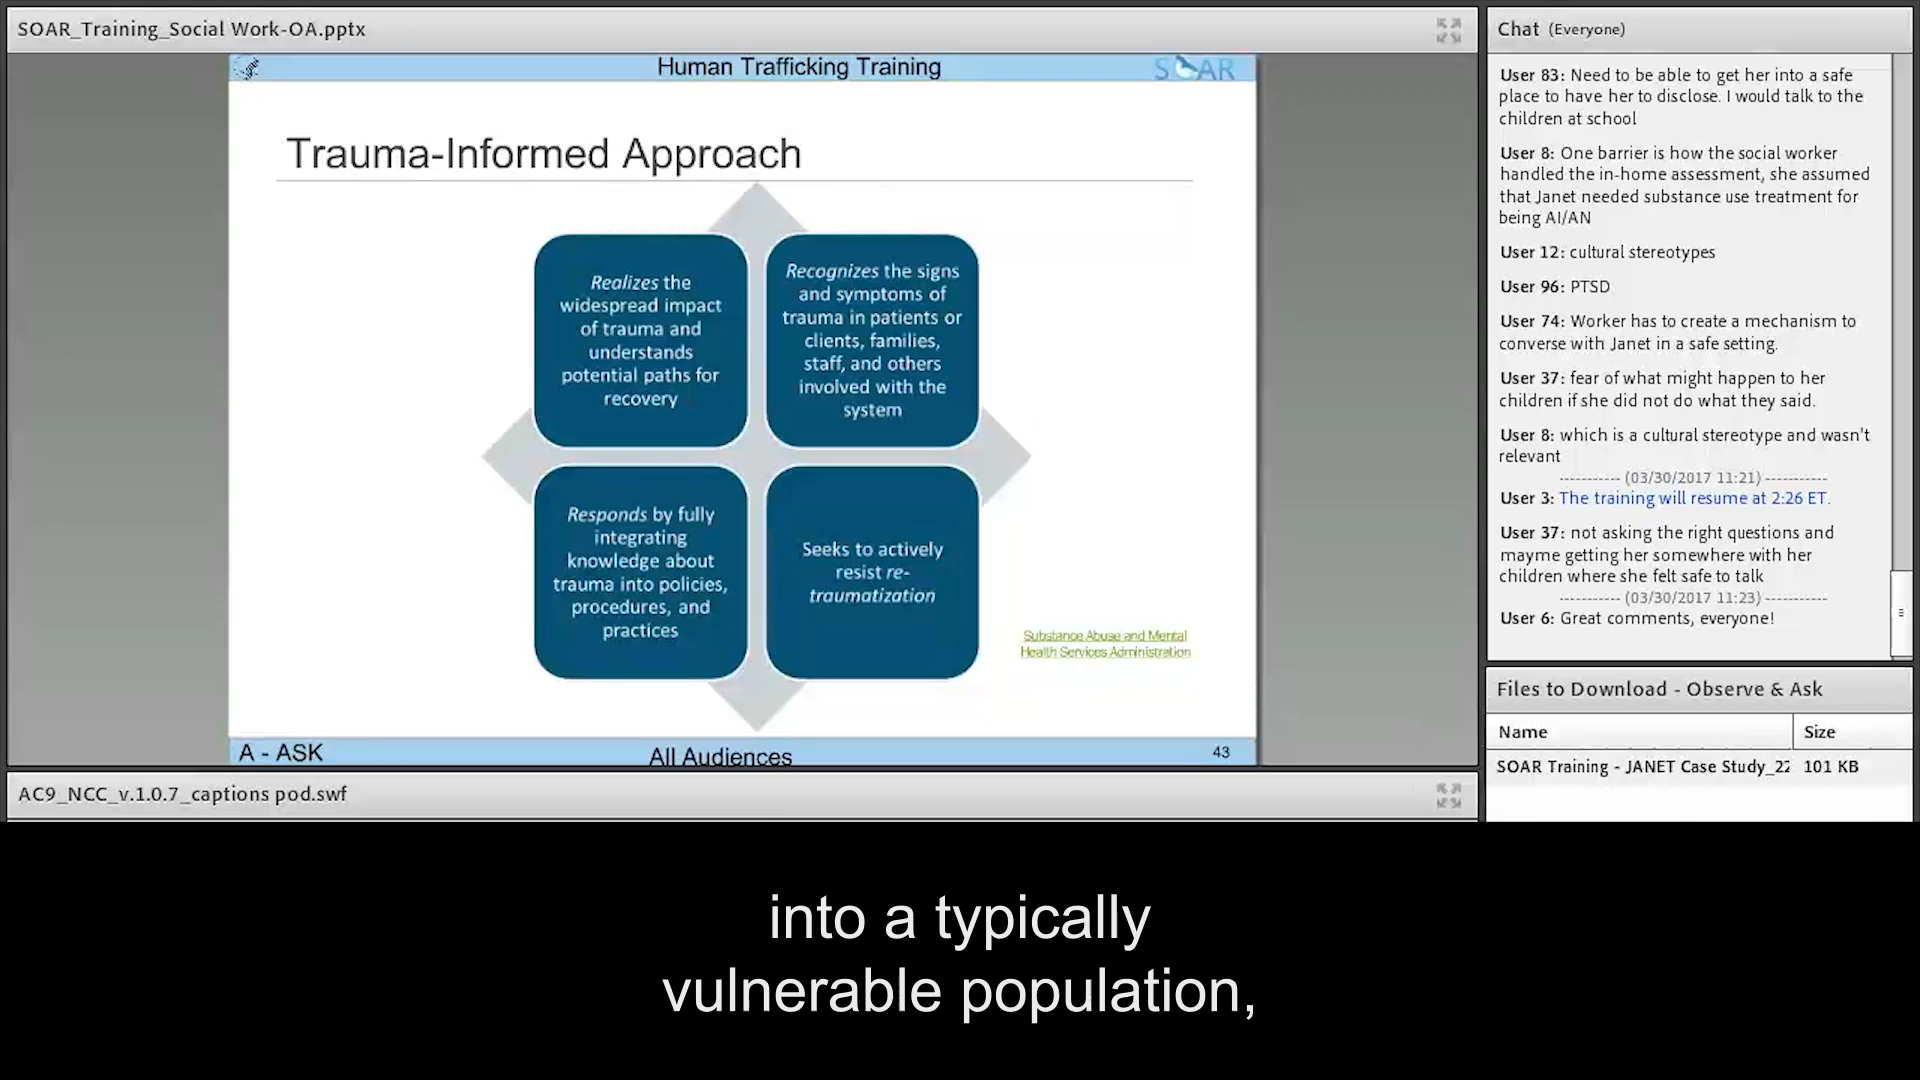 SOAR_Training_Social Work-OA.pptx
Human Trafficking Training
SOAR
Trauma-Informed Approach
Realizes the
widespread impact
of trauma and
understands
potential paths for
recovery
Recognizes the signs
and symptoms of
trauma in patients or
clients, families,
staff, and others
involved with the
system
Responds by fully
integrating
knowledge about
trauma into policies,
procedures, and
practices
Seeks to actively
resist re-
traumatization
Substance Abuse and Mental
Health Services Administration
A - ASK
All Audiences
43
AC9_NCC_v.1.0.7_captions pod.swf
into a typically
vulnerable population,
Chat (Everyone)
User 83: Need to be able to get her into a safe
place to have her to disclose. I would talk to the
children at school
User 8: One barrier is how the social worker
handled the in-home assessment, she assumed
that Janet needed substance use treatment for
being AI/AN
User 12: cultural stereotypes
User 96: PTSD
User 74: Worker has to create a mechanism to
converse with Janet in a safe setting.
User 37: fear of what might happen to her
children if she did not do what they said.
User 8: which is a cultural stereotype and wasn't
relevant
----------- (03/30/2017 11:21) -----------
User 3: The training will resume at 2:26 ET.
User 37: not asking the right questions and
mayme getting her somewhere with her
children where she felt safe to talk
----------- (03/30/2017 11:23) -----------
User 6: Great comments, everyone!
Files to Download - Observe & Ask
Name Size
SOAR Training - JANET Case Study_22 101 KB